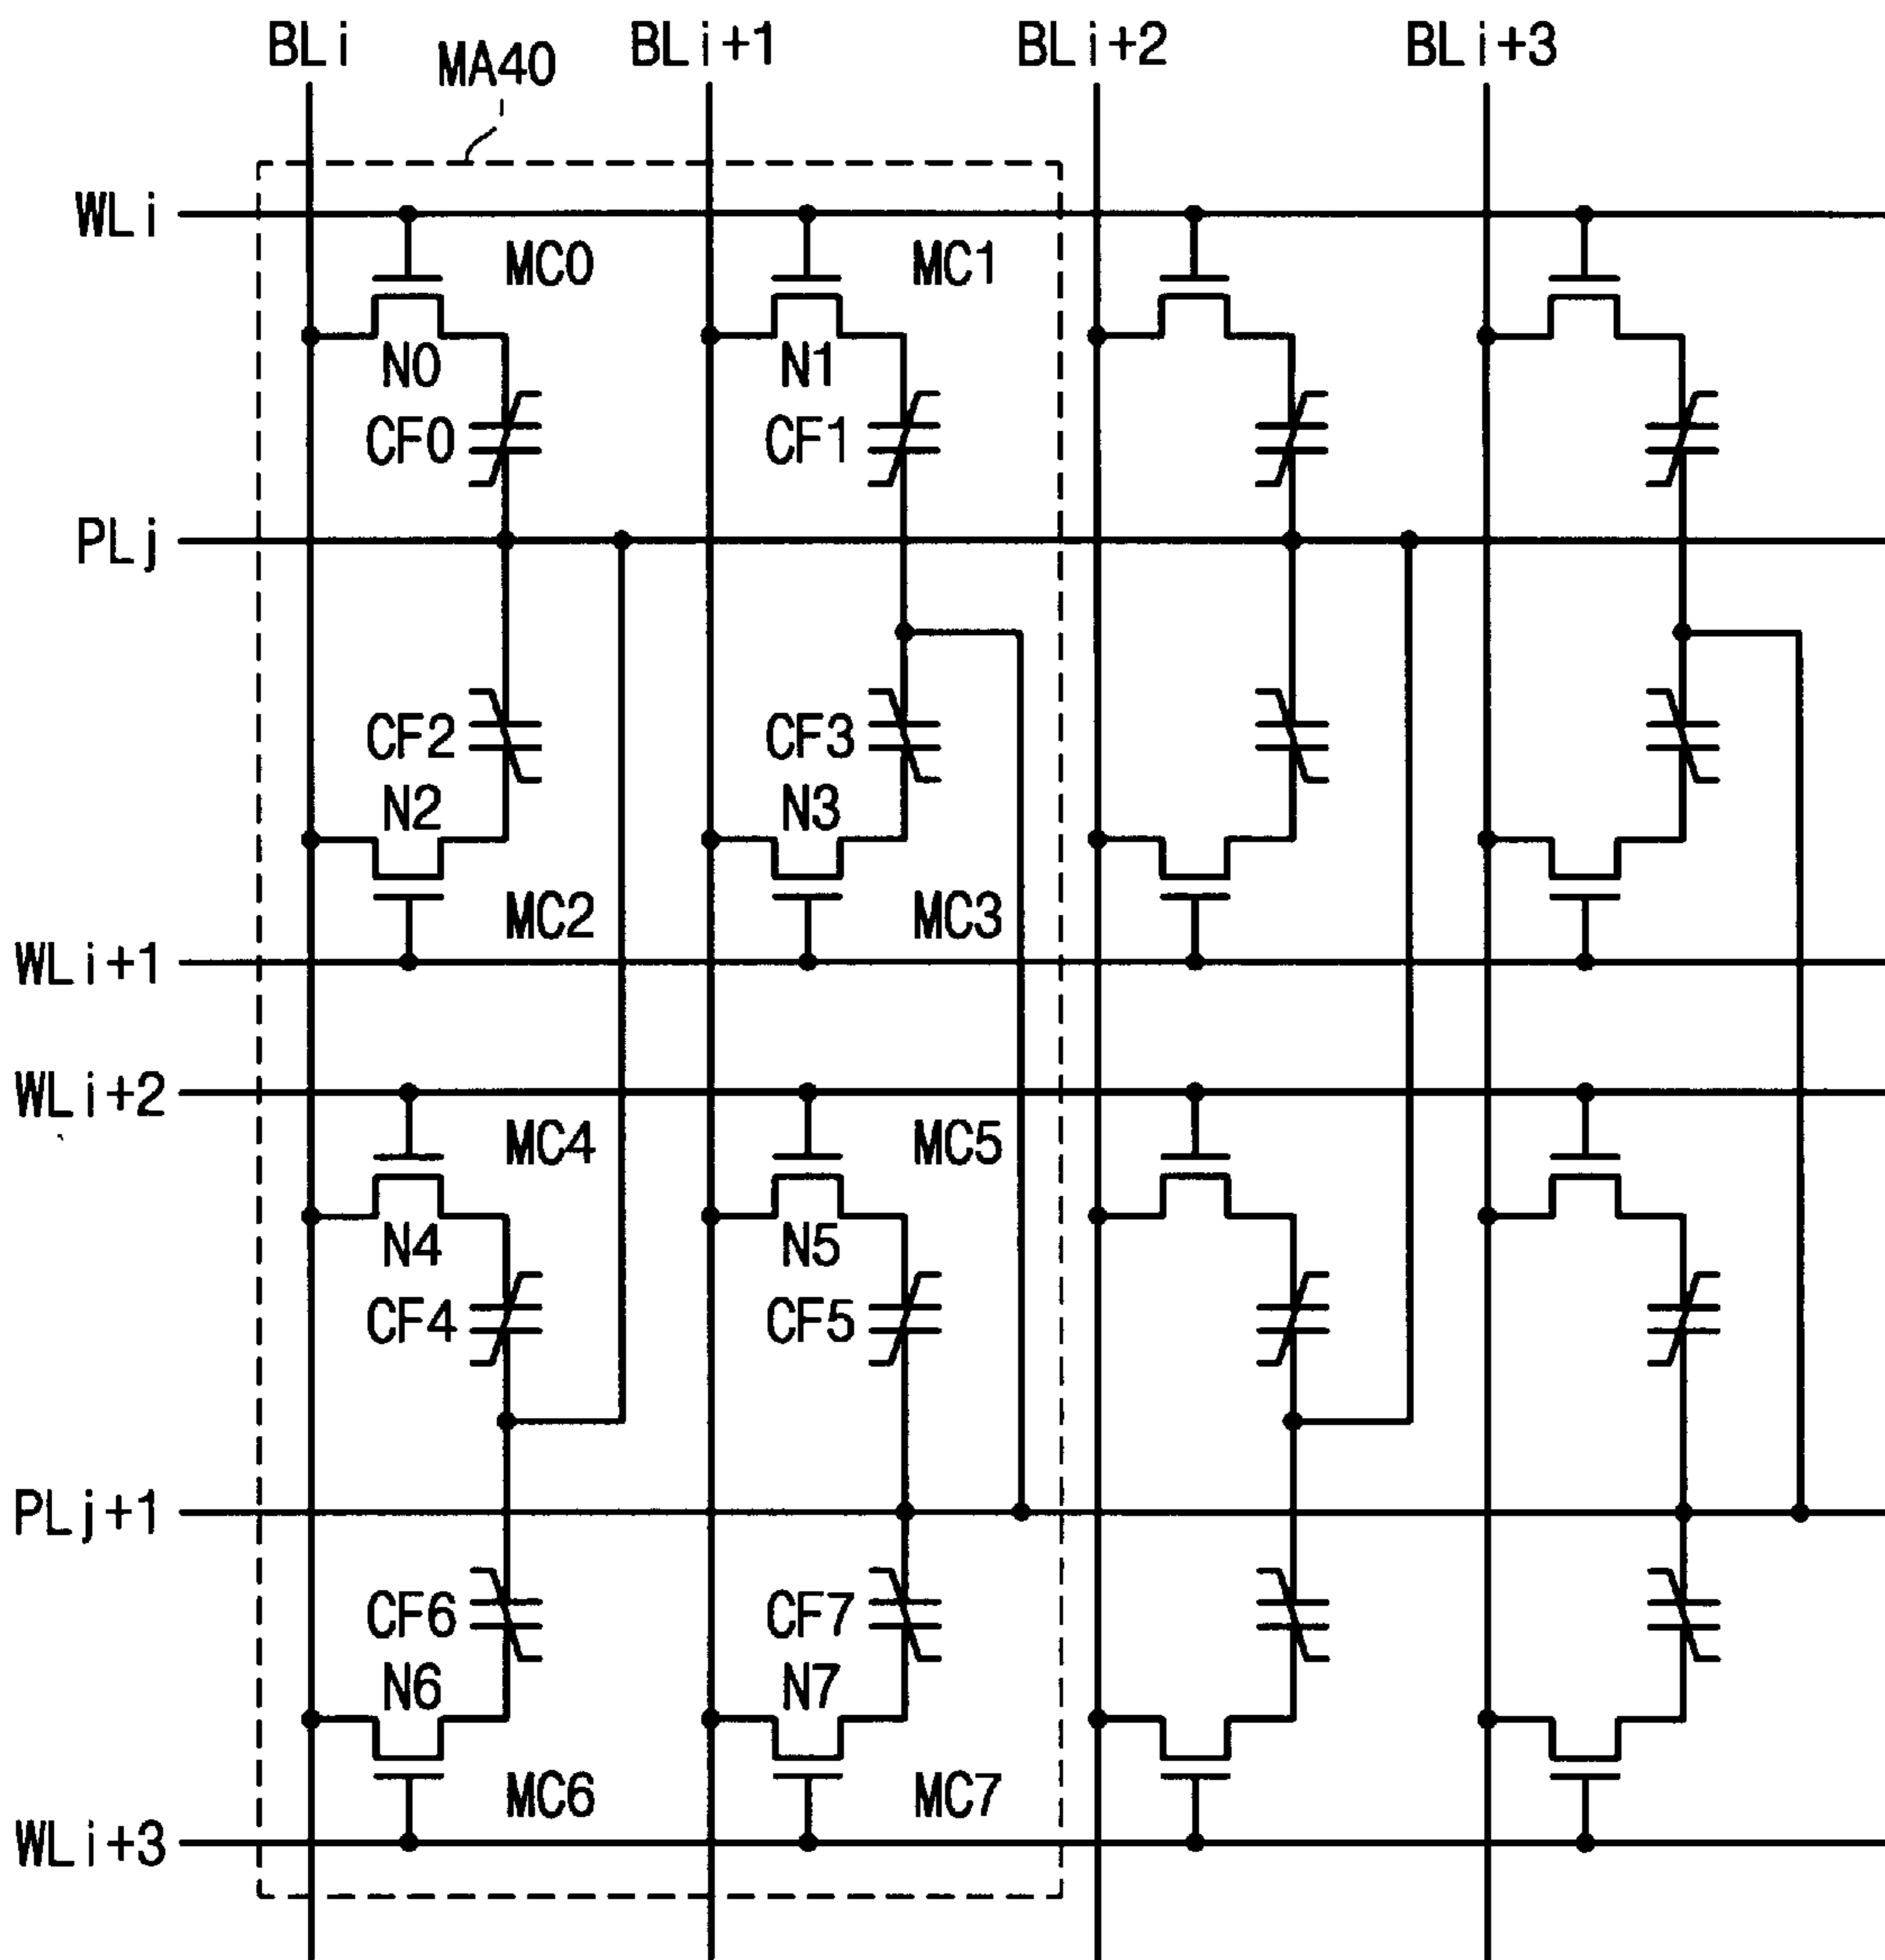 BLi MA40 BLi+1 BLi+2 BLi+3
WLi
MC0 MC1
N0 N1
CF0 CF1
PLj
CF2 CF3
N2 N3
MC2 MC3
WLi+1
WLi+2
MC4 MC5
N4 N5
CF4 CF5
PLj+1
CF6 CF7
N6 N7
MC6 MC7
WLi+3